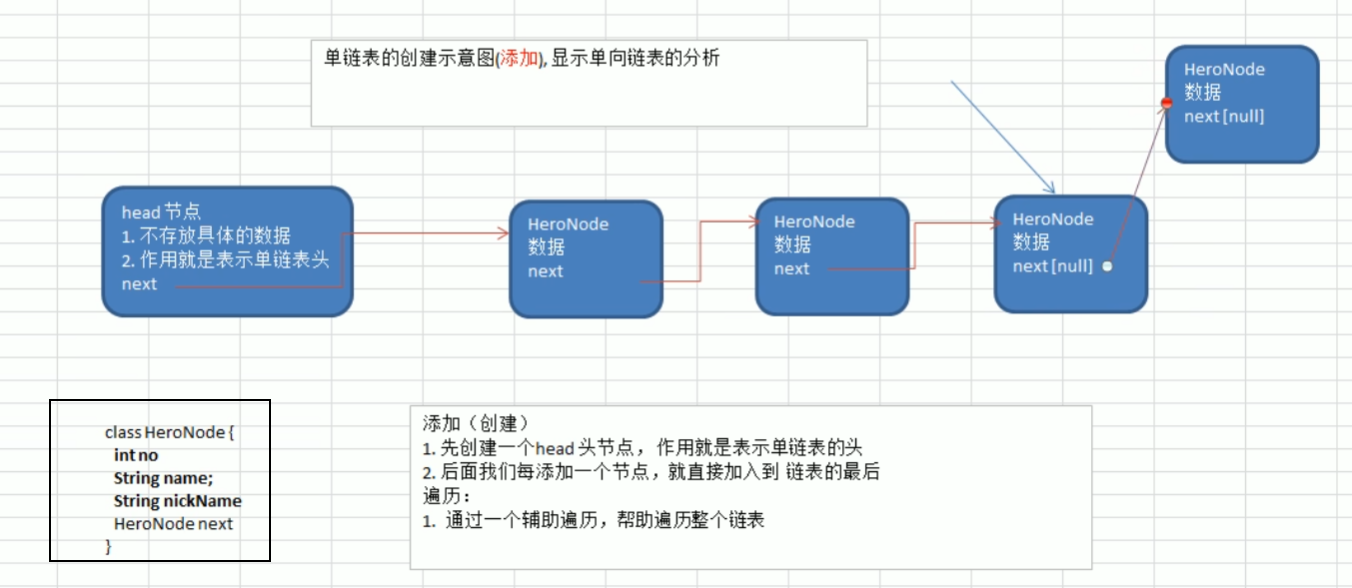 单链表的创建示意图(添加), 显示单向链表的分析
HeroNode
数据
next [null]
head 节点
1. 不存放具体的数据
2. 作用就是表示单链表头
next
HeroNode
数据
next
HeroNode
数据
next
HeroNode
数据
next [null]
class HeroNode {
int no
String name;
String nickName
HeroNode next
}
添加（创建）
1. 先创建一个head 头节点， 作用就是表示单链表的头
2. 后面我们每添加一个节点，就直接加入到 链表的最后
遍历：
1. 通过一个辅助遍历，帮助遍历整个链表